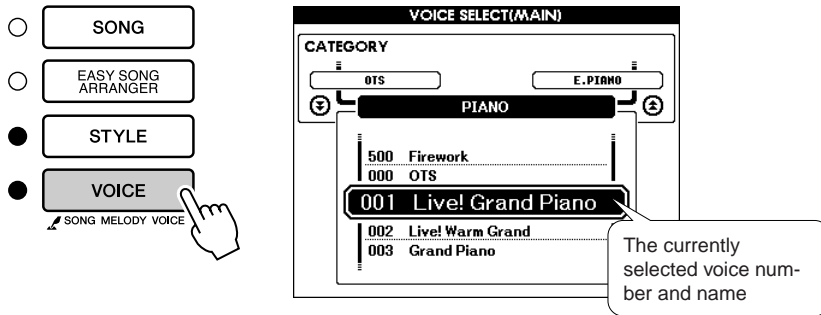 SONG
EASY SONG
ARRANGER
STYLE
VOICE
SONG MELODY VOICE
VOICE SELECT(MAIN)
CATEGORY
OTS
E.PIANO
PIANO
500 Firework
000 OTS
001 Live! Grand Piano
002 Live! Warm Grand
003 Grand Piano
The currently
selected voice num-
ber and name